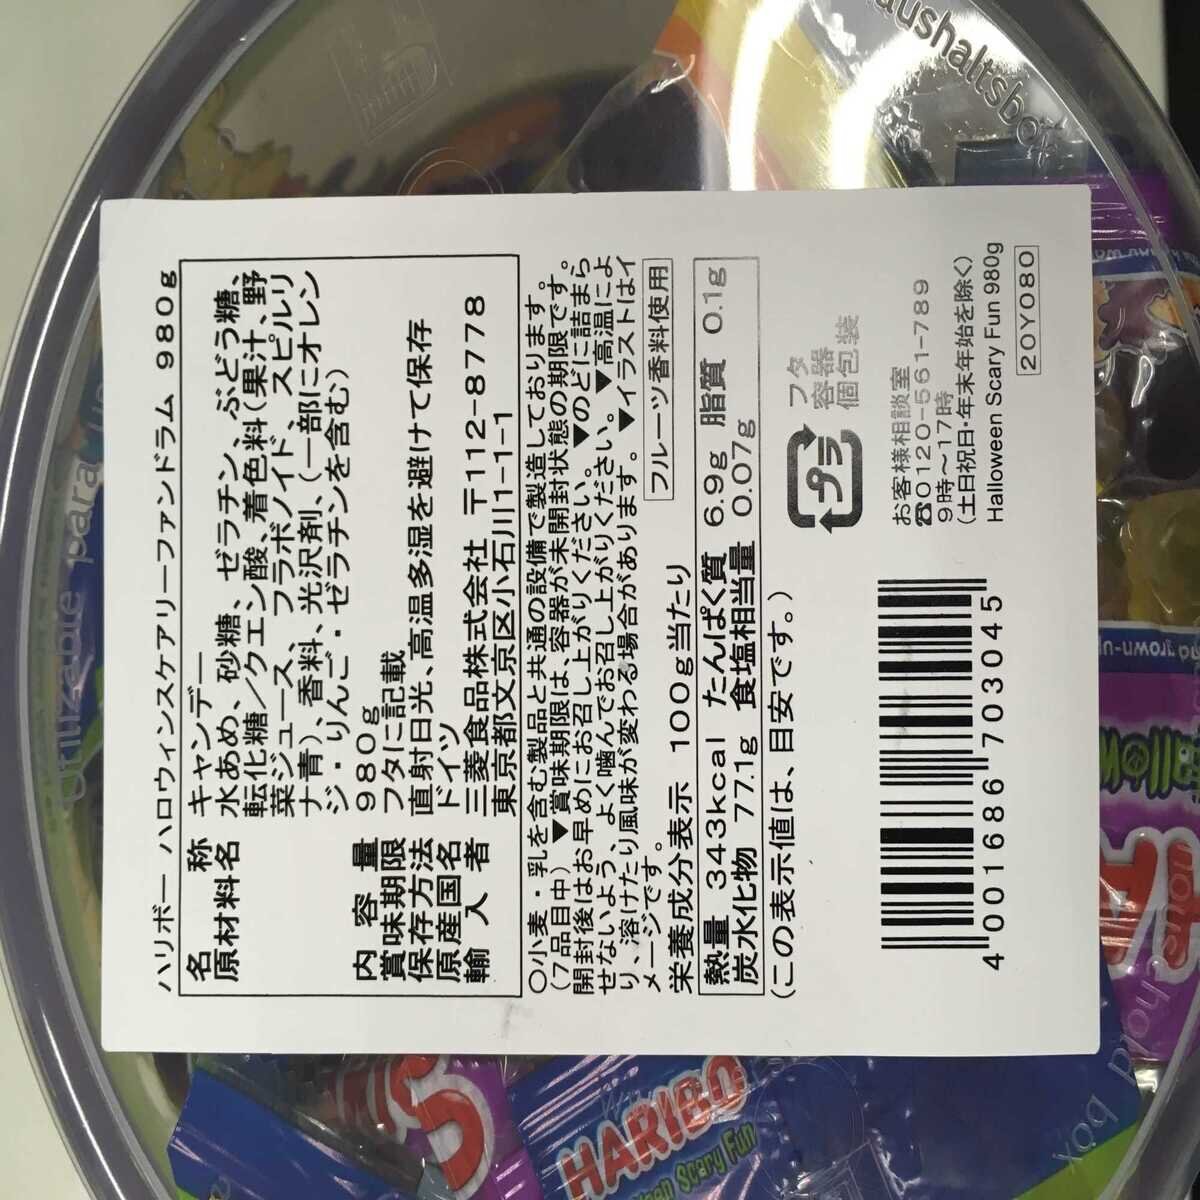 ハリボー ハロウィンスケアリーファンドラム 980g
名称 キャンデー
原材料名 水あめ、砂糖、ゼラチン、ぶどう糖、
転化糖／クエン酸、着色料(果汁、野
菜ジュース、フラボノイド、スピルリ
ナ青)、香料、光沢剤、(一部にオレン
ジ・りんご・ゼラチンを含む)
内容量 980g
賞味期限 フタに記載
保存方法 直射日光、高温多湿を避けて保存
原産国名 ドイツ
輸入者 三菱食品株式会社 〒112-8778
東京都文京区小石川1-1-1
〇小麦・乳を含む製品と共通の設備で製造しております。
(7品目中) ▼賞味期限は、容器が未開封状態の期限です。
開封後はお早めにお召し上がりください。▼のどに詰まら
せないよう、よく噛んでお召し上がりください。▼高温によ
り、溶けたり風味が変わる場合があります。▼イラストはイ
メージです。
フルーツ香料使用
栄養成分表示 100g当たり
熱量 343kcal たんぱく質 6.9g 脂質 0.1g
炭水化物 77.1g 食塩相当量 0.07g
(この表示値は、目安です。)
プラ
フタ
容器
個包装
お客様相談室
☎0120-561-789
9時～17時
(土日祝日・年末年始を除く)
Halloween Scary Fun 980g
20Y080
4 001686 703045
aushaltsbox
utilizable para
nd grown-up
HARIBO
Scary Fun
box